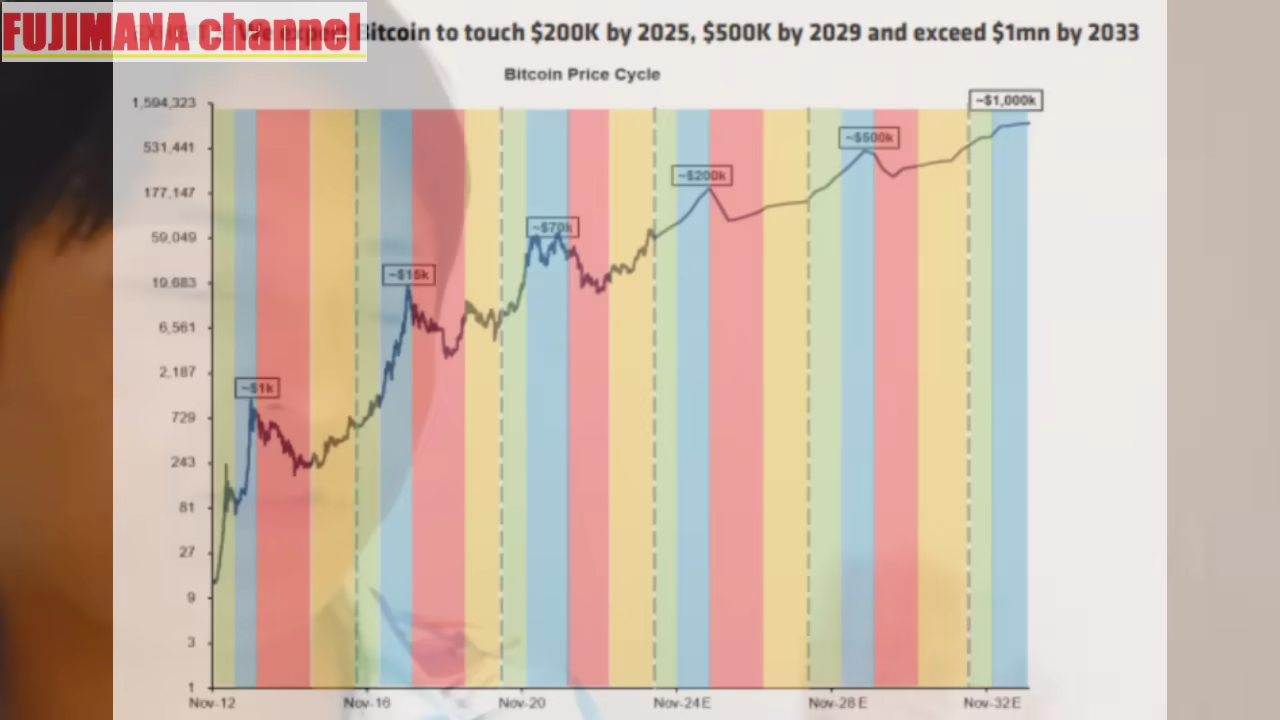 FUJIMANA channel
We expect Bitcoin to touch $200K by 2025, $500K by 2029 and exceed $1mn by 2033
Bitcoin Price Cycle
1,594,323
531,441
177,147
59,049
19,683
6,561
2,187
729
243
81
27
9
3
1
~$1k
~$15k
~$70k
~$200k
~$500k
~$1,000k
Nov-12
Nov-16
Nov-20
Nov-24E
Nov-28E
Nov-32E